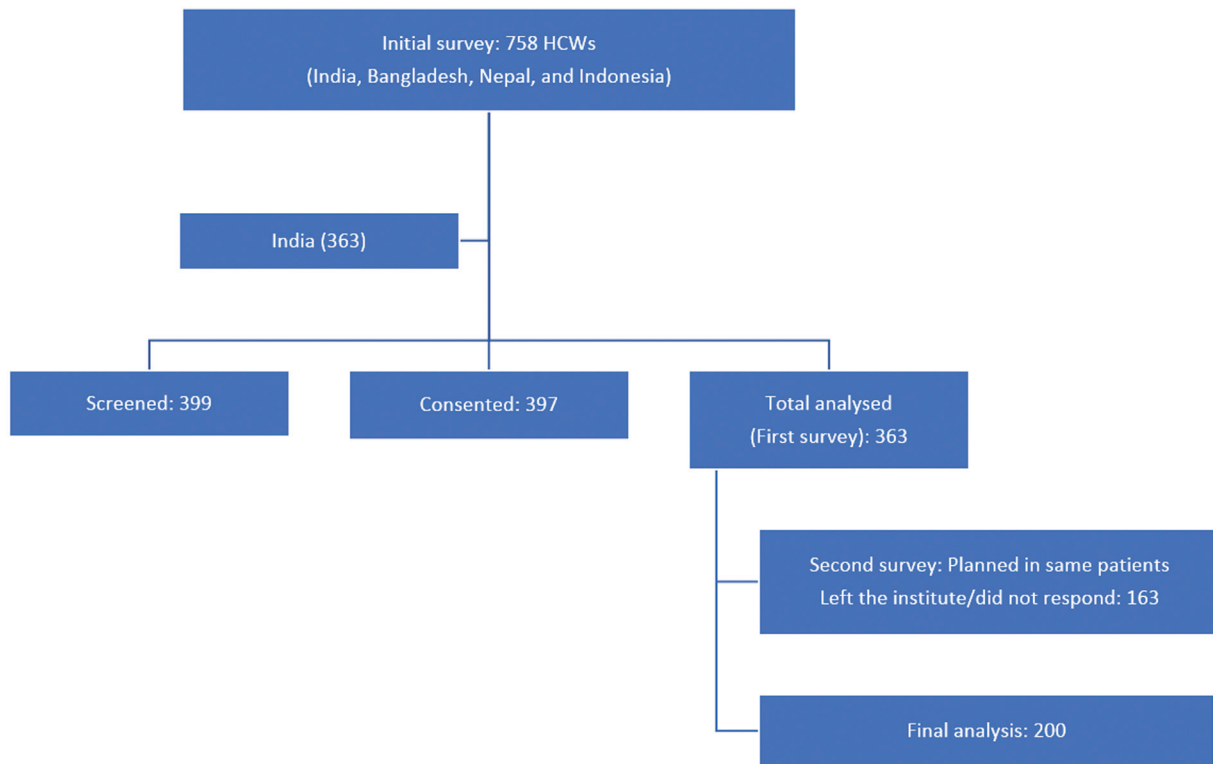 Initial survey: 758 HCWs
(India, Bangladesh, Nepal, and Indonesia)
India (363)
Screened: 399
Consented: 397
Total analysed
(First survey): 363
Second survey: Planned in same patients
Left the institute/did not respond: 163
Final analysis: 200